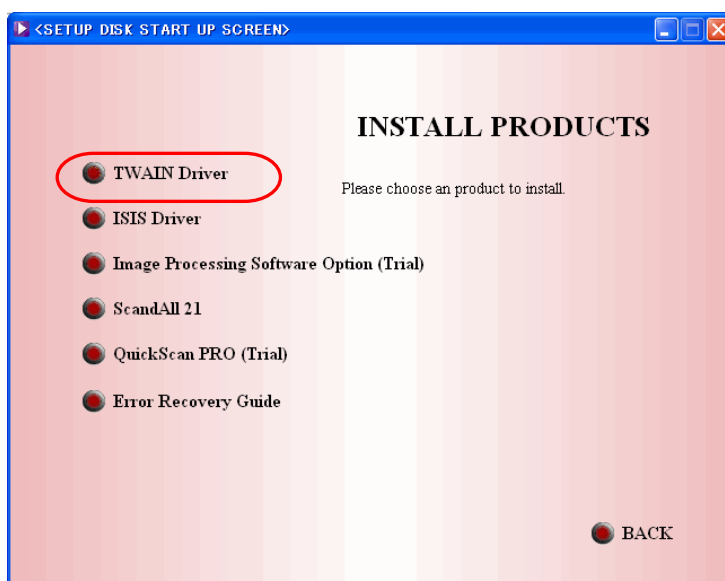 <SETUP DISK START UP SCREEN>
INSTALL PRODUCTS
TWAIN Driver
Please choose an product to install.
ISIS Driver
Image Processing Software Option (Trial)
ScandAll 21
QuickScan PRO (Trial)
Error Recovery Guide
BACK